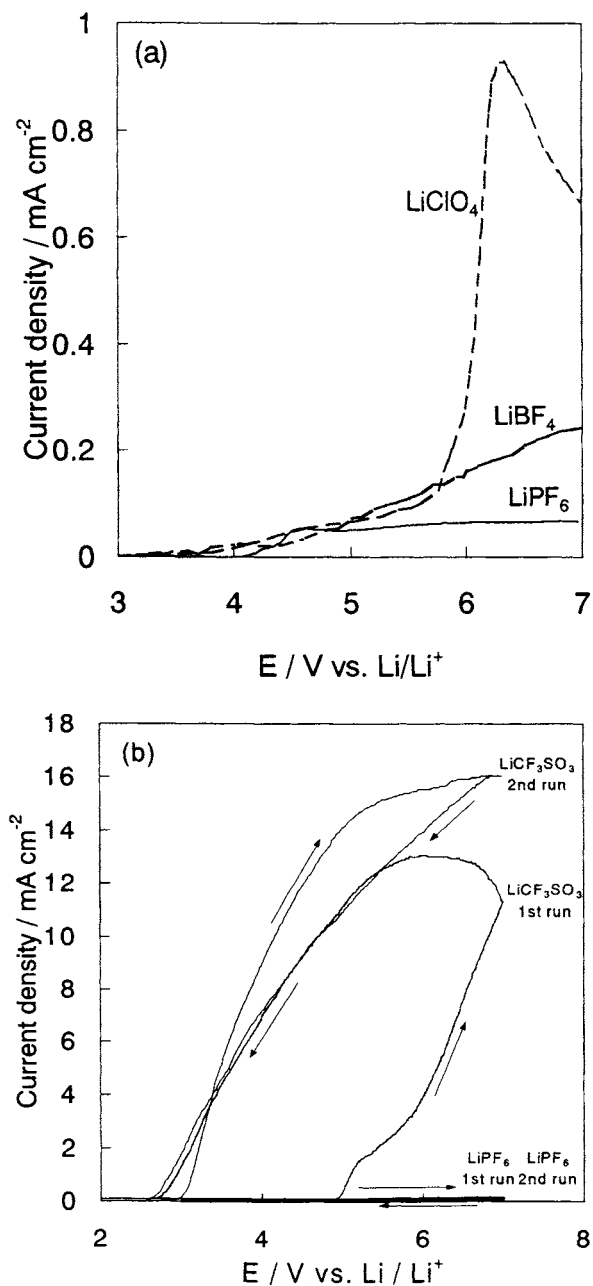 (a)
1
0.8
0.6
0.4
0.2
0
LiClO₄
LiBF₄
LiPF₆
Current density / mA cm⁻²
3 4 5 6 7
E / V vs. Li/Li⁺
(b)
18
16
14
12
10
8
6
4
2
0
LiCF₃SO₃
2nd run
LiCF₃SO₃
1st run
LiPF₆ LiPF₆
1st run 2nd run
Current density / mA cm⁻²
2 4 6 8
E / V vs. Li / Li⁺